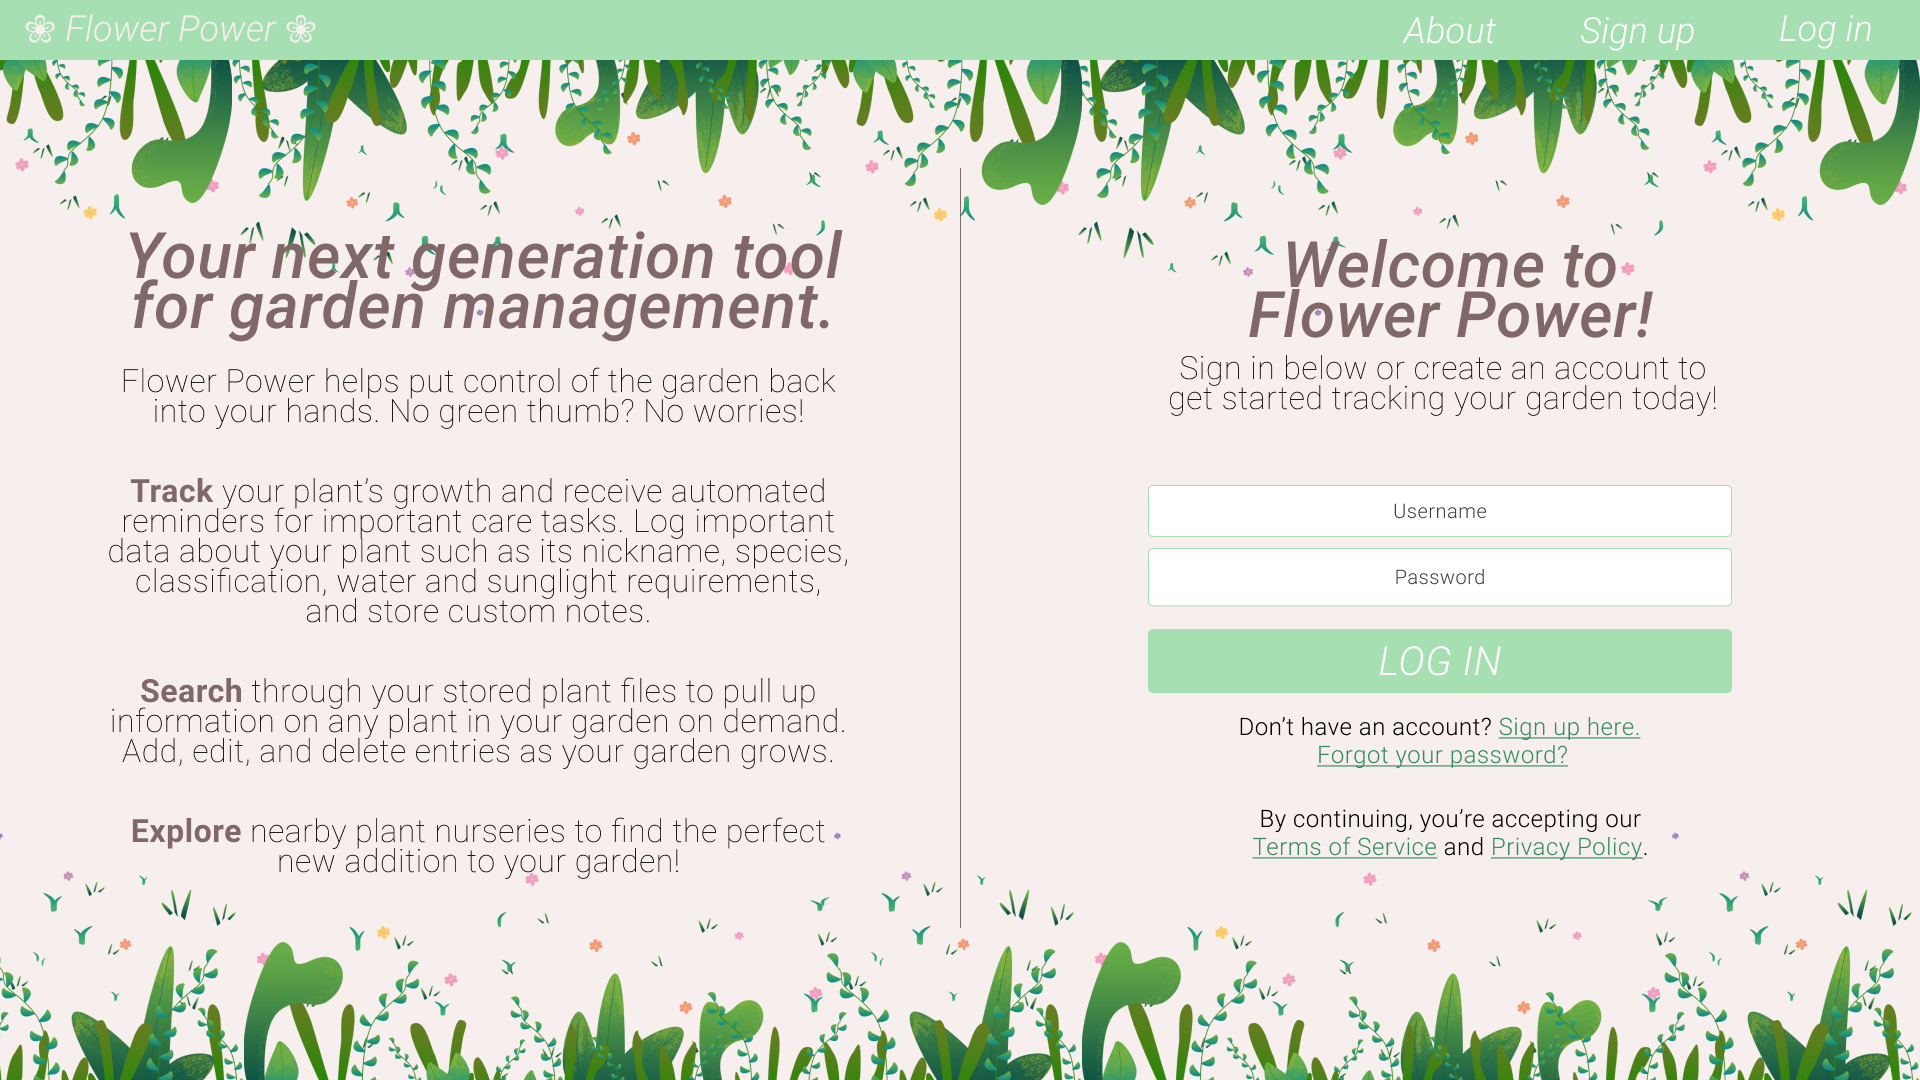 ❀ Flower Power ❀
About
Sign up
Log in
Your next generation tool
for garden management.
Flower Power helps put control of the garden back
into your hands. No green thumb? No worries!
Track your plant’s growth and receive automated
reminders for important care tasks. Log important
data about your plant such as its nickname, species,
classification, water and sunglight requirements,
and store custom notes.
Search through your stored plant files to pull up
information on any plant in your garden on demand.
Add, edit, and delete entries as your garden grows.
Explore nearby plant nurseries to find the perfect
new addition to your garden!
Welcome to
Flower Power!
Sign in below or create an account to
get started tracking your garden today!
Username
Password
LOG IN
Don’t have an account? Sign up here.
Forgot your password?
By continuing, you’re accepting our
Terms of Service and Privacy Policy.